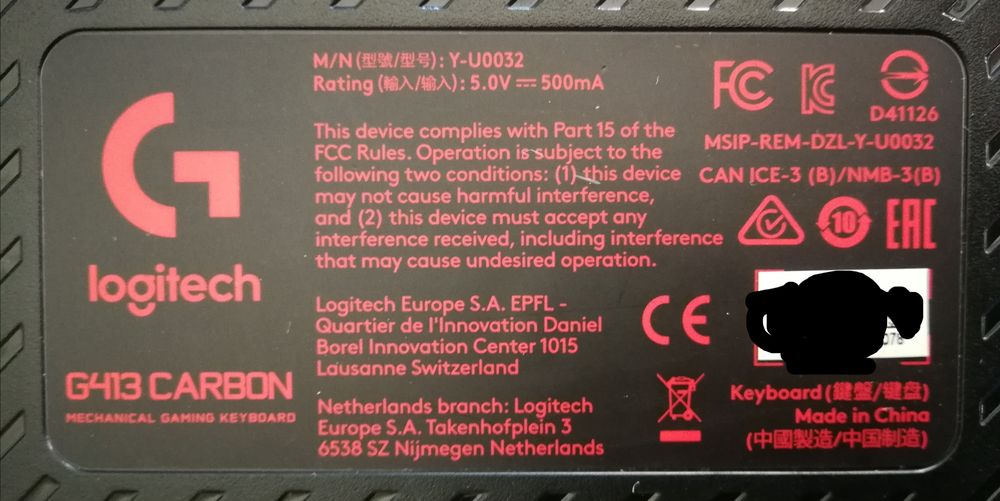 logitech
G413 CARBON
MECHANICAL GAMING KEYBOARD
M/N (型號/型号): Y-U0032
Rating (輸入/输入): 5.0V ⎓ 500mA
This device complies with Part 15 of the
FCC Rules. Operation is subject to the
following two conditions: (1) this device
may not cause harmful interference,
and (2) this device must accept any
interference received, including interference
that may cause undesired operation.
Logitech Europe S.A. EPFL -
Quartier de l'Innovation Daniel
Borel Innovation Center 1015
Lausanne Switzerland
Netherlands branch: Logitech
Europe S.A. Takenhofplein 3
6538 SZ Nijmegen Netherlands
FC
D41126
MSIP-REM-DZL-Y-U0032
CAN ICE-3 (B)/NMB-3(B)
10
EAC
CE
Keyboard (鍵盤/键盘)
Made in China
(中國製造/中国制造)